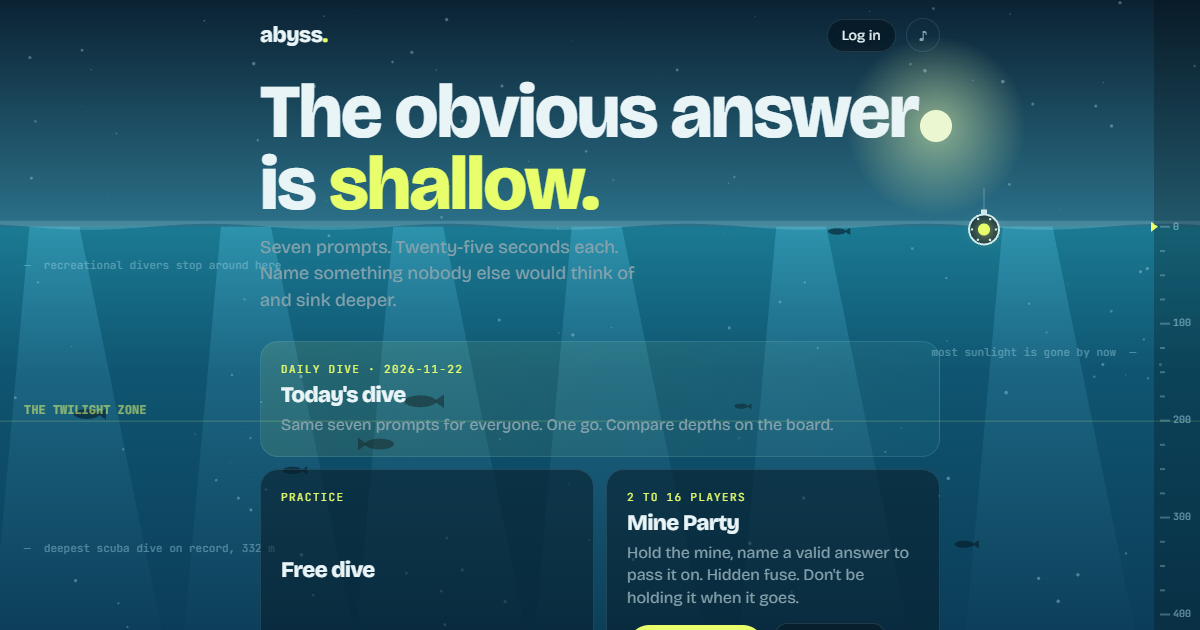 abyss.
Log in
The obvious answer
is shallow.
0
Seven prompts. Twenty-five seconds each.
— recreational divers stop around here
Name something nobody else would think of
and sink deeper.
100
most sunlight is gone by now —
DAILY DIVE · 2026-11-22
Today's dive
THE TWILIGHT ZONE
200
Same seven prompts for everyone. One go. Compare depths on the board.
PRACTICE
2 TO 16 PLAYERS
300
Mine Party
— deepest scuba dive on record, 332 m
Hold the mine, name a valid answer to
pass it on. Hidden fuse. Don't be
holding it when it goes.
Free dive
400